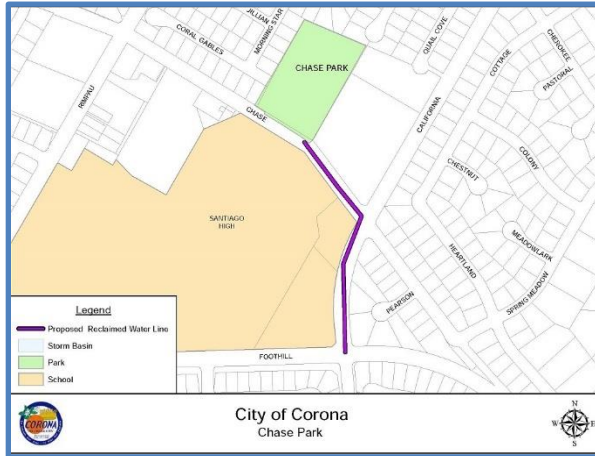 JILLIAN
MORNING STAR
CORAL GABLES
CHASE PARK
QUAIL COVE
COTTAGE
CHEROKEE
PASTORAL
RIMPAU
CHASE
CALIFORNIA
COLONY
CHESTNUT
SANTIAGO
HIGH
MEADOWLARK
HEARTLAND
SPRING MEADOW
PEARSON
FOOTHILL
Legend
Proposed Reclaimed Water Line
Storm Basin
Park
School
CORONA
City of Corona
Chase Park
N
W
E
S